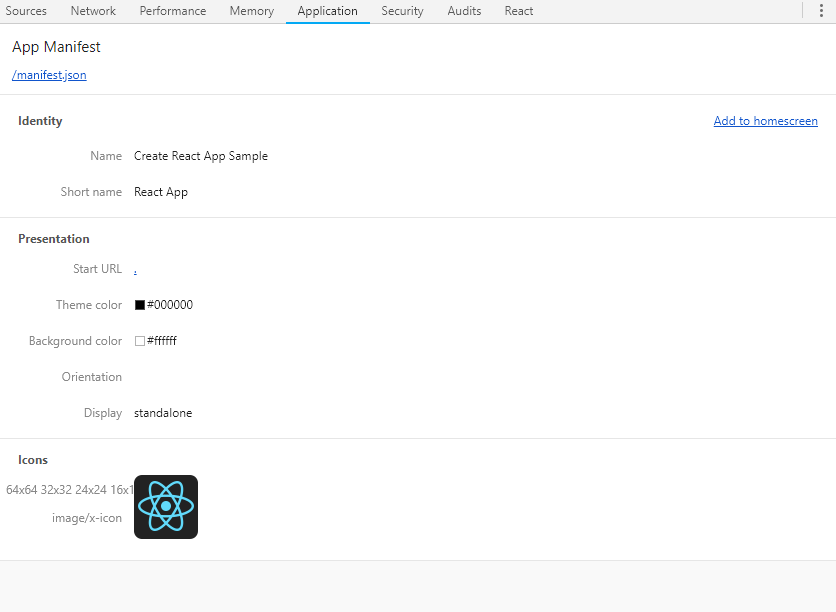 Sources Network Performance Memory Application Security Audits React
App Manifest
/manifest.json
Identity Add to homescreen
Name Create React App Sample
Short name React App
Presentation
Start URL .
Theme color #000000
Background color #ffffff
Orientation
Display standalone
Icons
64x64 32x32 24x24 16x1
image/x-icon